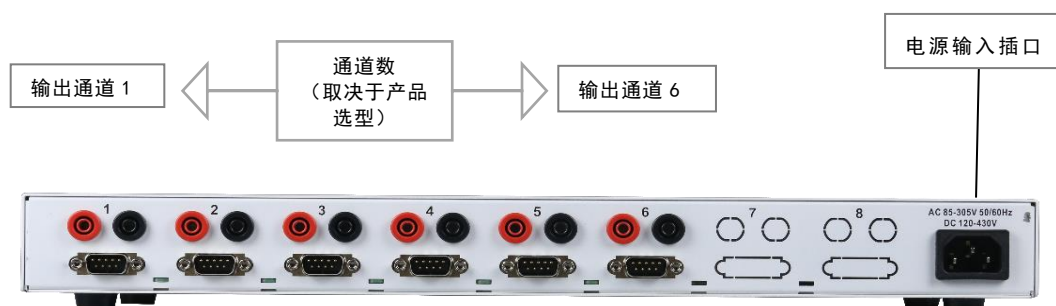 电源输入插口
通道数
（取决于产品
选型）
输出通道 1
输出通道 6
1 2 3 4 5 6 7 8
AC 85-305V 50/60Hz
DC 120-430V